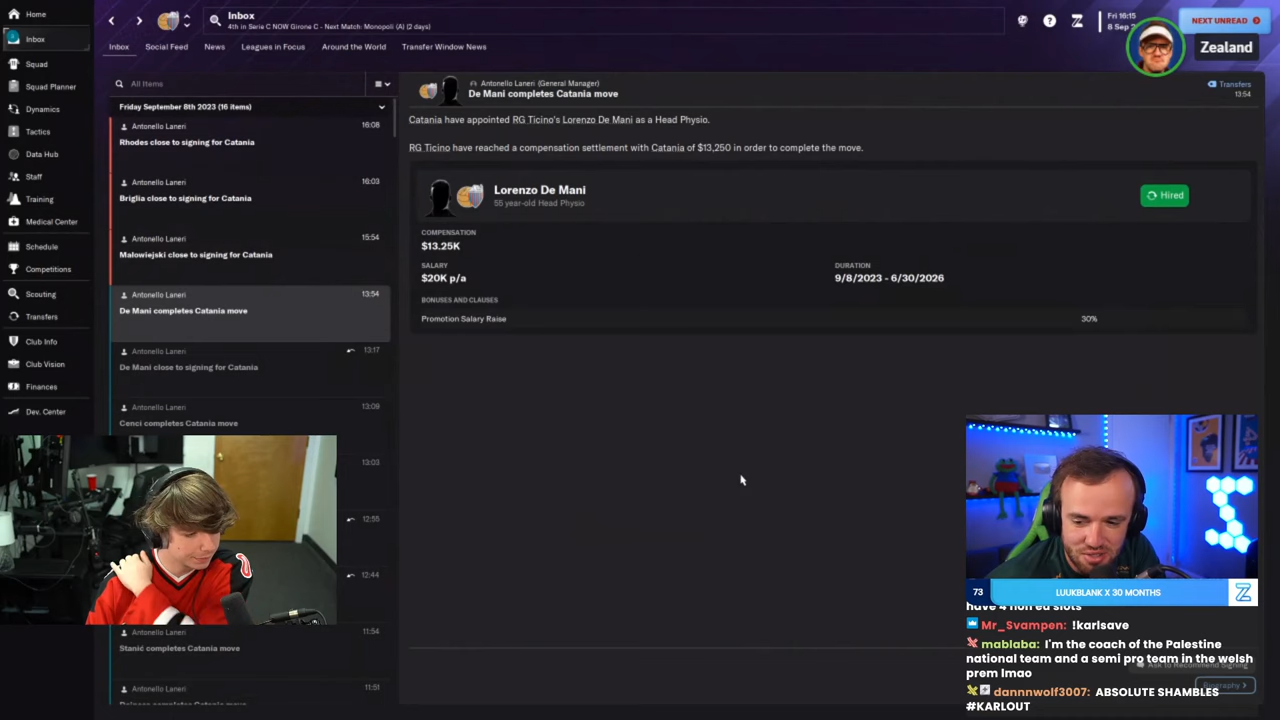 Home
Inbox
Squad
Squad Planner
Dynamics
Tactics
Data Hub
Staff
Training
Medical Center
Schedule
Competitions
Scouting
Transfers
Club Info
Club Vision
Finances
Dev. Center
Inbox
4th in Serie C NOW Girone C - Next Match: Monopoli (A) (2 days)
Fri 16:15
8 Sep
NEXT UNREAD
Zealand
Inbox
Social Feed
News
Leagues in Focus
Around the World
Transfer Window News
All Items
Friday September 8th 2023 (16 items)
Antonello Laneri 16:08
Rhodes close to signing for Catania
Antonello Laneri 16:03
Briglia close to signing for Catania
Antonello Laneri 15:54
Malowiejski close to signing for Catania
Antonello Laneri 13:54
De Mani completes Catania move
Antonello Laneri 13:17
De Mani close to signing for Catania
Antonello Laneri 13:09
Cenci completes Catania move
13:03
12:55
12:44
Antonello Laneri 11:54
Stanić completes Catania move
Antonello Laneri 11:51
Antonello Laneri (General Manager)
De Mani completes Catania move
Transfers
13:54
Catania have appointed RG Ticino's Lorenzo De Mani as a Head Physio.
RG Ticino have reached a compensation settlement with Catania of $13,250 in order to complete the move.
Lorenzo De Mani
55 year-old Head Physio
Hired
COMPENSATION
$13.25K
SALARY
$20K p/a
DURATION
9/8/2023 - 6/30/2026
BONUSES AND CLAUSES
Promotion Salary Raise 30%
73 LUUKBLANK X 30 MONTHS
have 4 non eu slots
Mr_Svampen: !karlsave
mablaba: I'm the coach of the Palestine
national team and a semi pro team in the welsh
prem lmao
Ask to Recommend Signing
dannnwolf3007: ABSOLUTE SHAMBLES
#KARLOUT
Biography